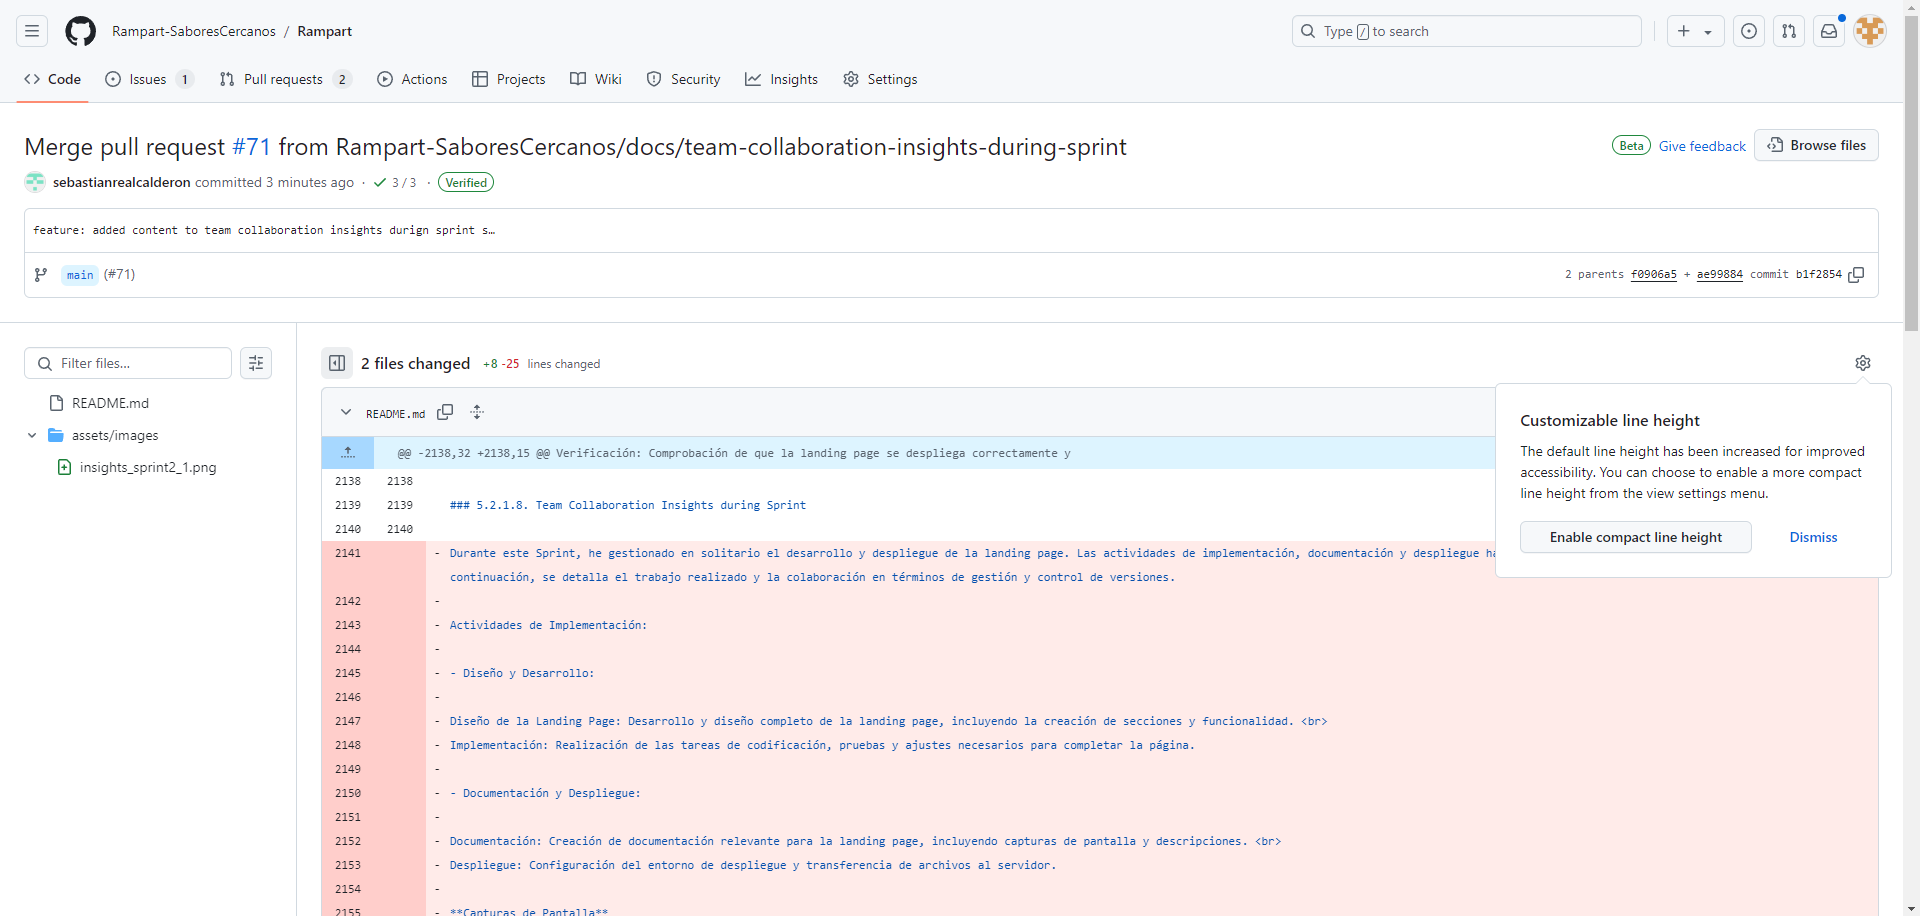 Rampart-SaboresCercanos / Rampart
Type / to search
Code
Issues 1
Pull requests 2
Actions
Projects
Wiki
Security
Insights
Settings
Merge pull request #71 from Rampart-SaboresCercanos/docs/team-collaboration-insights-during-sprint
Beta Give feedback
Browse files
sebastianrealcalderon committed 3 minutes ago · 3 / 3 · Verified
feature: added content to team collaboration insights durign sprint s…
main (#71)
2 parents f0906a5 + ae99884 commit b1f2854
Filter files...
README.md
assets/images
insights_sprint2_1.png
2 files changed +8 -25 lines changed
README.md
@@ -2138,32 +2138,15 @@ Verificación: Comprobación de que la landing page se despliega correctamente y
2138 2138
2139 2139 ### 5.2.1.8. Team Collaboration Insights during Sprint
2140 2140
2141 - Durante este Sprint, he gestionado en solitario el desarrollo y despliegue de la landing page. Las actividades de implementación, documentación y despliegue ha
continuación, se detalla el trabajo realizado y la colaboración en términos de gestión y control de versiones.
2142 -
2143 - Actividades de Implementación:
2144 -
2145 - - Diseño y Desarrollo:
2146 -
2147 - Diseño de la Landing Page: Desarrollo y diseño completo de la landing page, incluyendo la creación de secciones y funcionalidad. <br>
2148 - Implementación: Realización de las tareas de codificación, pruebas y ajustes necesarios para completar la página.
2149 -
2150 - - Documentación y Despliegue:
2151 -
2152 - Documentación: Creación de documentación relevante para la landing page, incluyendo capturas de pantalla y descripciones. <br>
2153 - Despliegue: Configuración del entorno de despliegue y transferencia de archivos al servidor.
2154 -
2155 - **Capturas de Pantalla**
Customizable line height
The default line height has been increased for improved
accessibility. You can choose to enable a more compact
line height from the view settings menu.
Enable compact line height
Dismiss